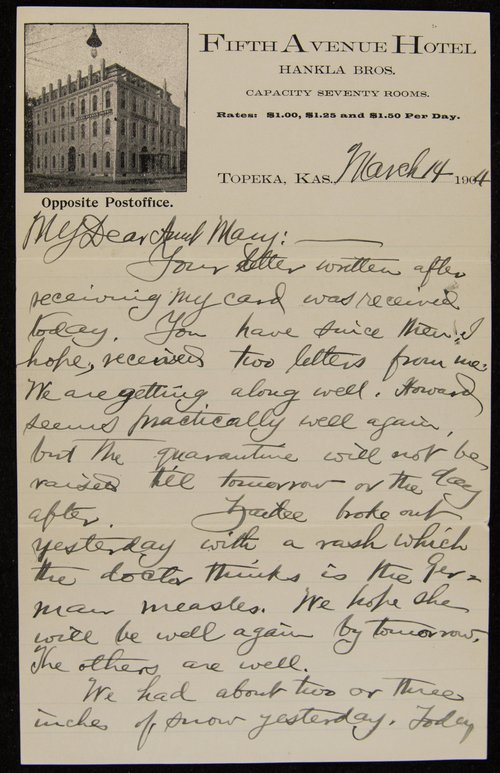 FIFTH AVENUE HOTEL
HANKLA BROS.
CAPACITY SEVENTY ROOMS.
Rates: $1.00, $1.25 and $1.50 Per Day.
Opposite Postoffice.
TOPEKA, KAS., March 14 1904
My Dear Aunt Mary:
Your letter written after
receiving my card was received
today. You have since then, I
hope, received two letters from me.
We are getting along well. Howard
seems practically well again,
but the quarantine will not be
raised till tomorrow or the day
after. broke out
yesterday with a rash which
the doctor thinks is the Ger=
man measles. We hope she
will be well again by tomorrow.
The others are well.
We had about two or three
inches of snow yesterday. Today